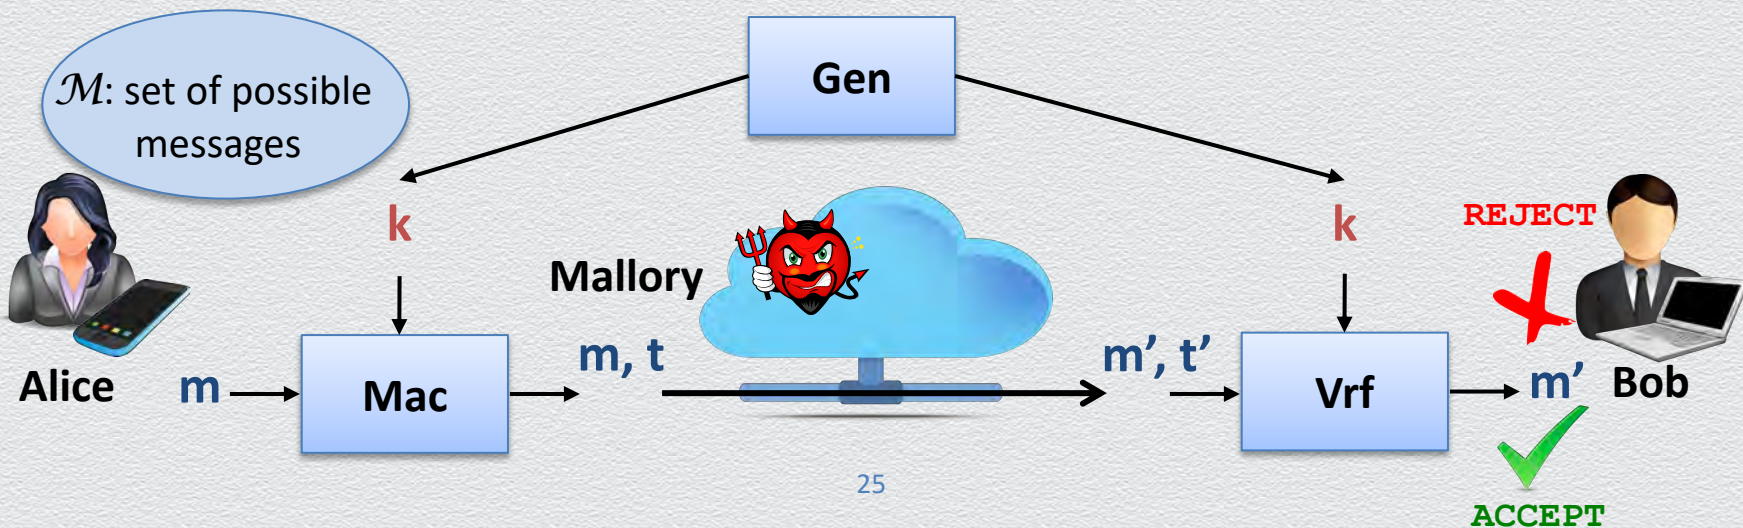 ℳ: set of possible
messages
Gen
k
k
REJECT
Mallory
Alice
m
Mac
m, t
m’, t’
Vrf
m’
Bob
25
ACCEPT